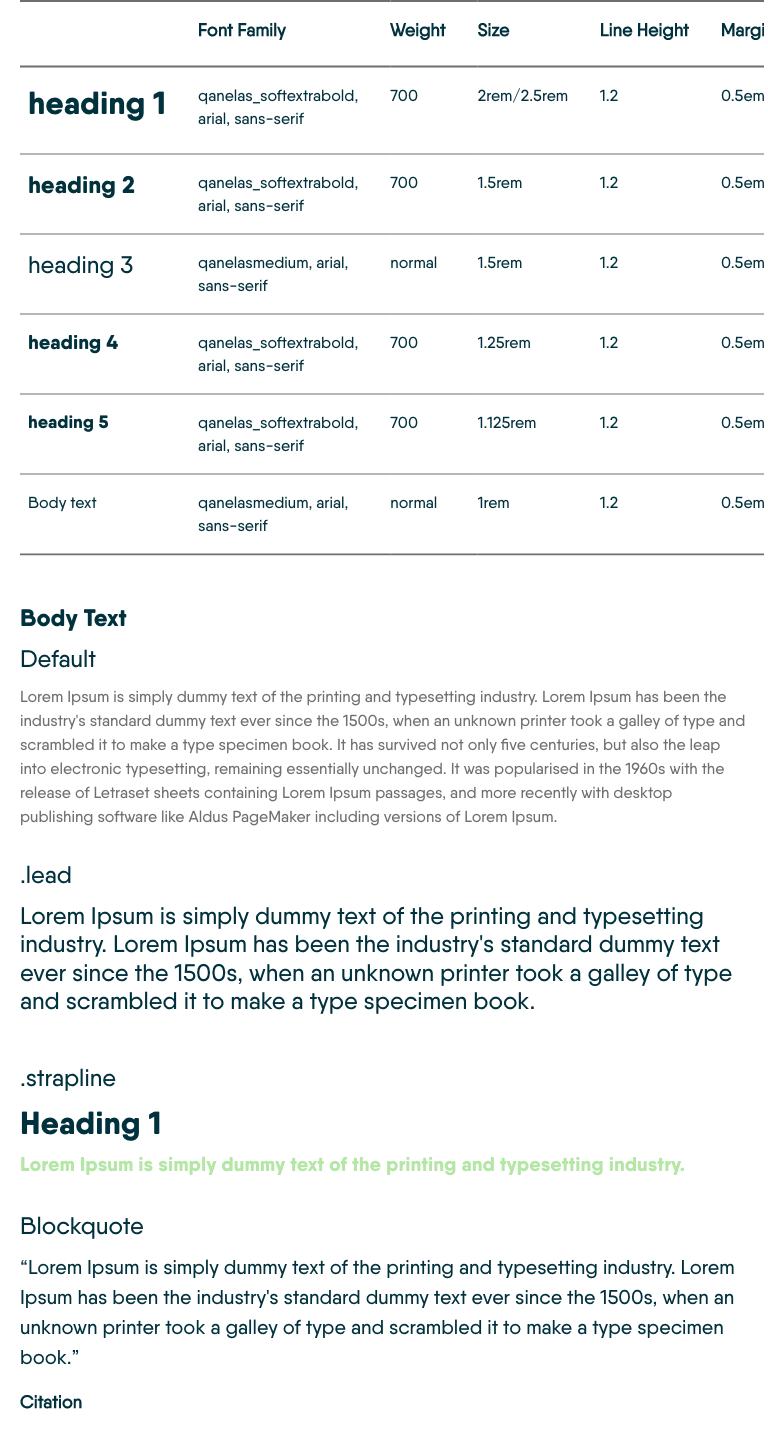 Font Family Weight Size Line Height Margi
heading 1 qanelas_softextrabold, 700 2rem/2.5rem 1.2 0.5em
arial, sans-serif
heading 2 qanelas_softextrabold, 700 1.5rem 1.2 0.5em
arial, sans-serif
heading 3 qanelasmedium, arial, normal 1.5rem 1.2 0.5em
sans-serif
heading 4 qanelas_softextrabold, 700 1.25rem 1.2 0.5em
arial, sans-serif
heading 5 qanelas_softextrabold, 700 1.125rem 1.2 0.5em
arial, sans-serif
Body text qanelasmedium, arial, normal 1rem 1.2 0.5em
sans-serif
Body Text
Default
Lorem Ipsum is simply dummy text of the printing and typesetting industry. Lorem Ipsum has been the
industry's standard dummy text ever since the 1500s, when an unknown printer took a galley of type and
scrambled it to make a type specimen book. It has survived not only five centuries, but also the leap
into electronic typesetting, remaining essentially unchanged. It was popularised in the 1960s with the
release of Letraset sheets containing Lorem Ipsum passages, and more recently with desktop
publishing software like Aldus PageMaker including versions of Lorem Ipsum.
.lead
Lorem Ipsum is simply dummy text of the printing and typesetting
industry. Lorem Ipsum has been the industry's standard dummy text
ever since the 1500s, when an unknown printer took a galley of type
and scrambled it to make a type specimen book.
.strapline
Heading 1
Lorem Ipsum is simply dummy text of the printing and typesetting industry.
Blockquote
“Lorem Ipsum is simply dummy text of the printing and typesetting industry. Lorem
Ipsum has been the industry's standard dummy text ever since the 1500s, when an
unknown printer took a galley of type and scrambled it to make a type specimen
book.”
Citation